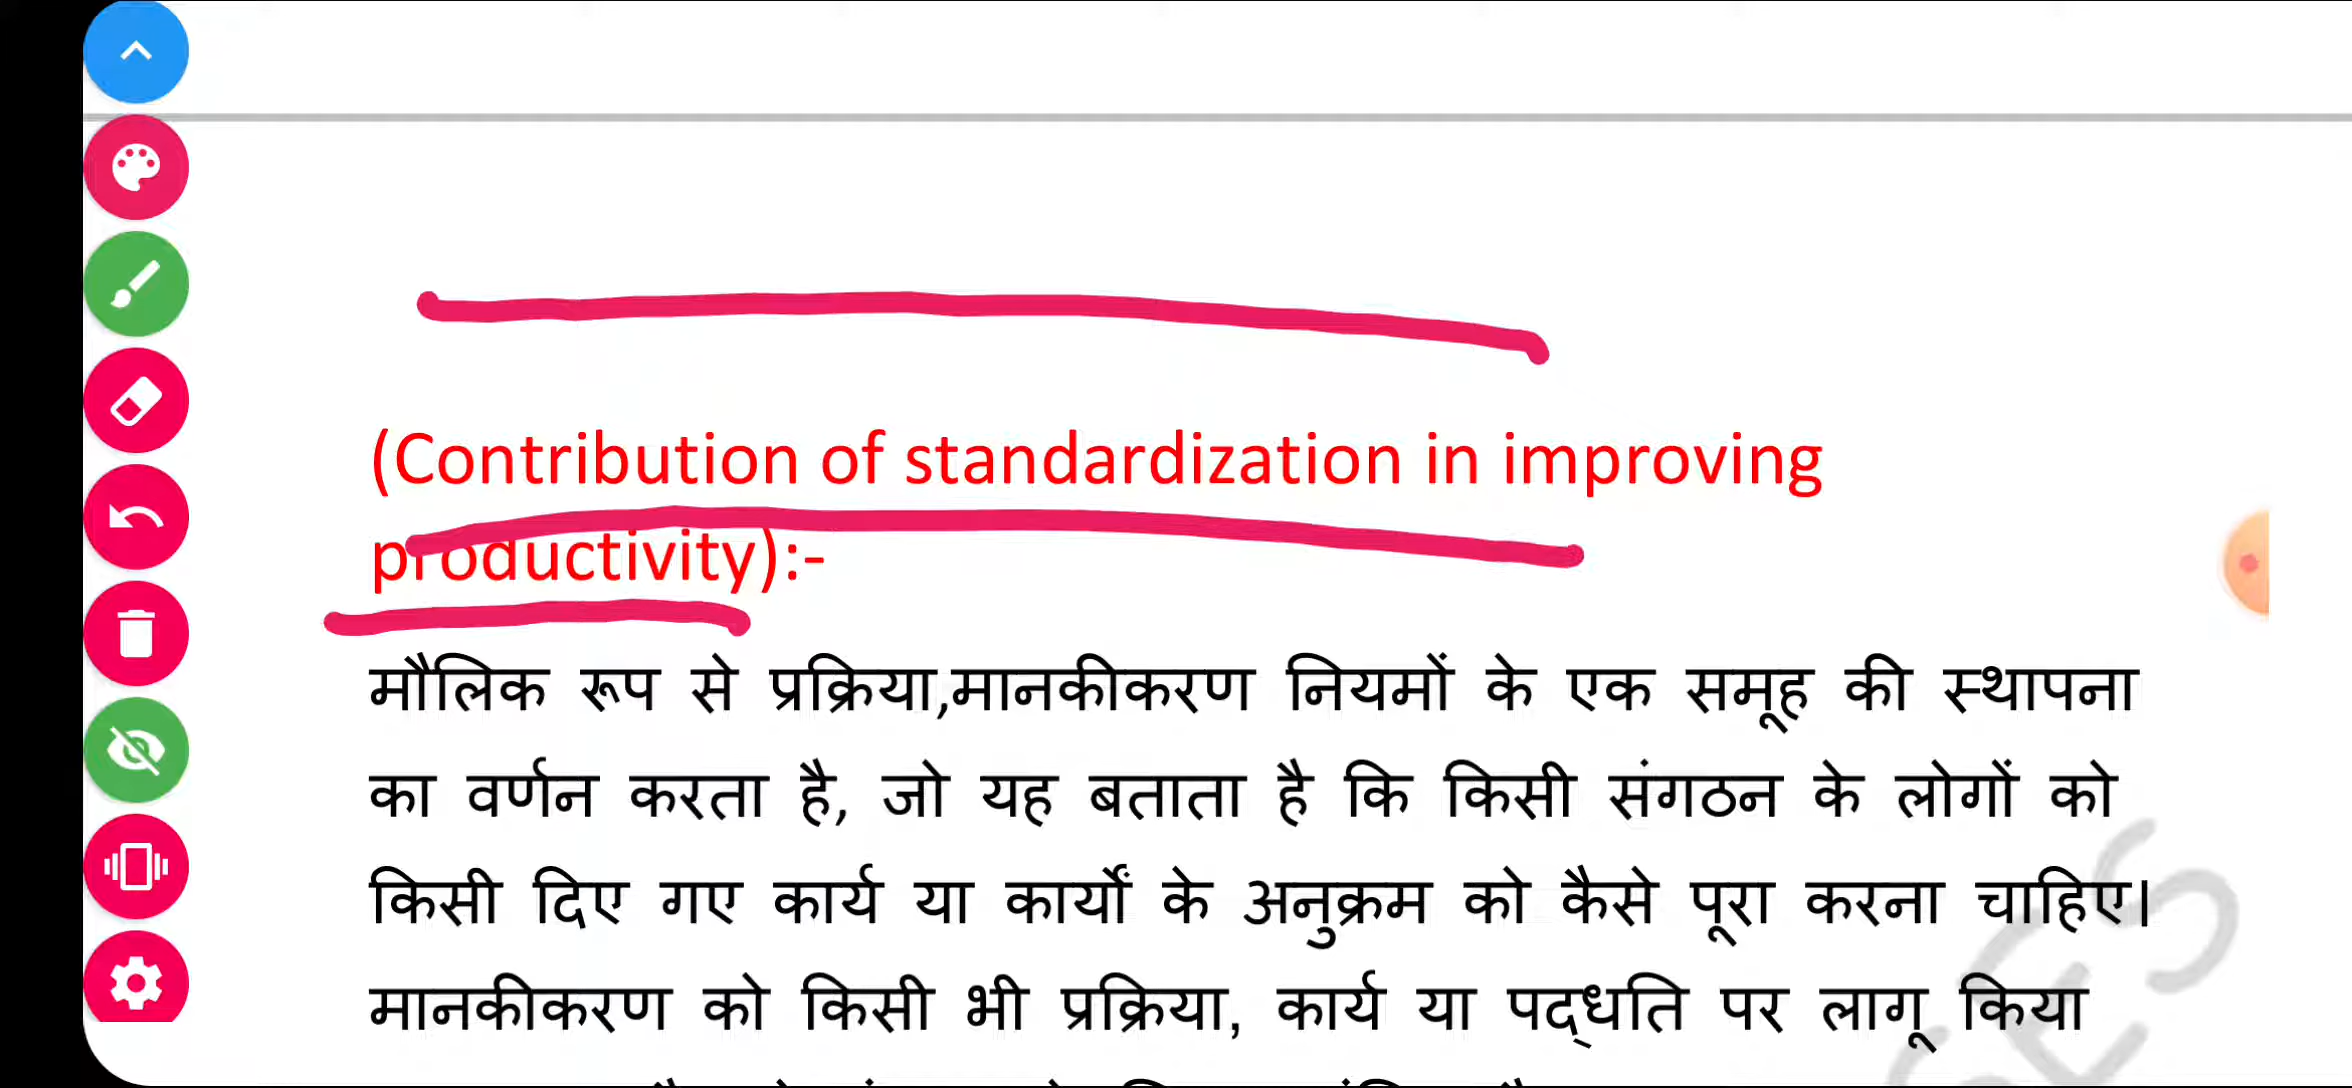 (Contribution of standardization in improving
productivity):-
मौलिक रूप से प्रक्रिया,मानकीकरण नियमों के एक समूह की स्थापना
का वर्णन करता है, जो यह बताता है कि किसी संगठन के लोगों को
किसी दिए गए कार्य या कार्यों के अनुक्रम को कैसे पूरा करना चाहिए।
मानकीकरण को किसी भी प्रक्रिया, कार्य या पद्धति पर लागू किया